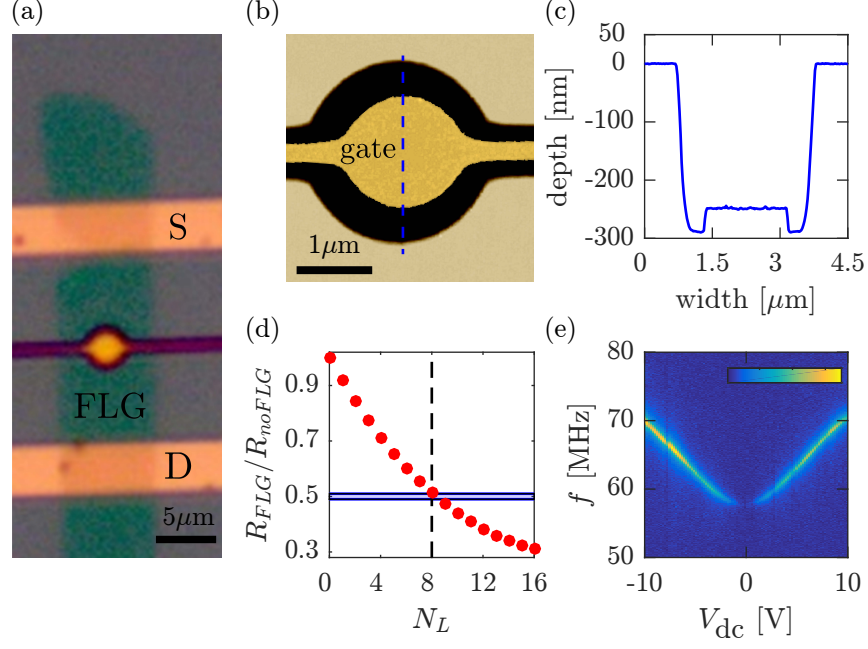 (a)
S
FLG
D
5μm
(b)
gate
1μm
(c)
50
0
-100
-200
-300
depth [nm]
0 1.5 3 4.5
width [μm]
(d)
0.9
0.7
0.5
0.3
R_FLG/R_noFLG
0 4 8 12 16
N_L
(e)
80
70
60
50
f [MHz]
-10 0 10
V_dc [V]